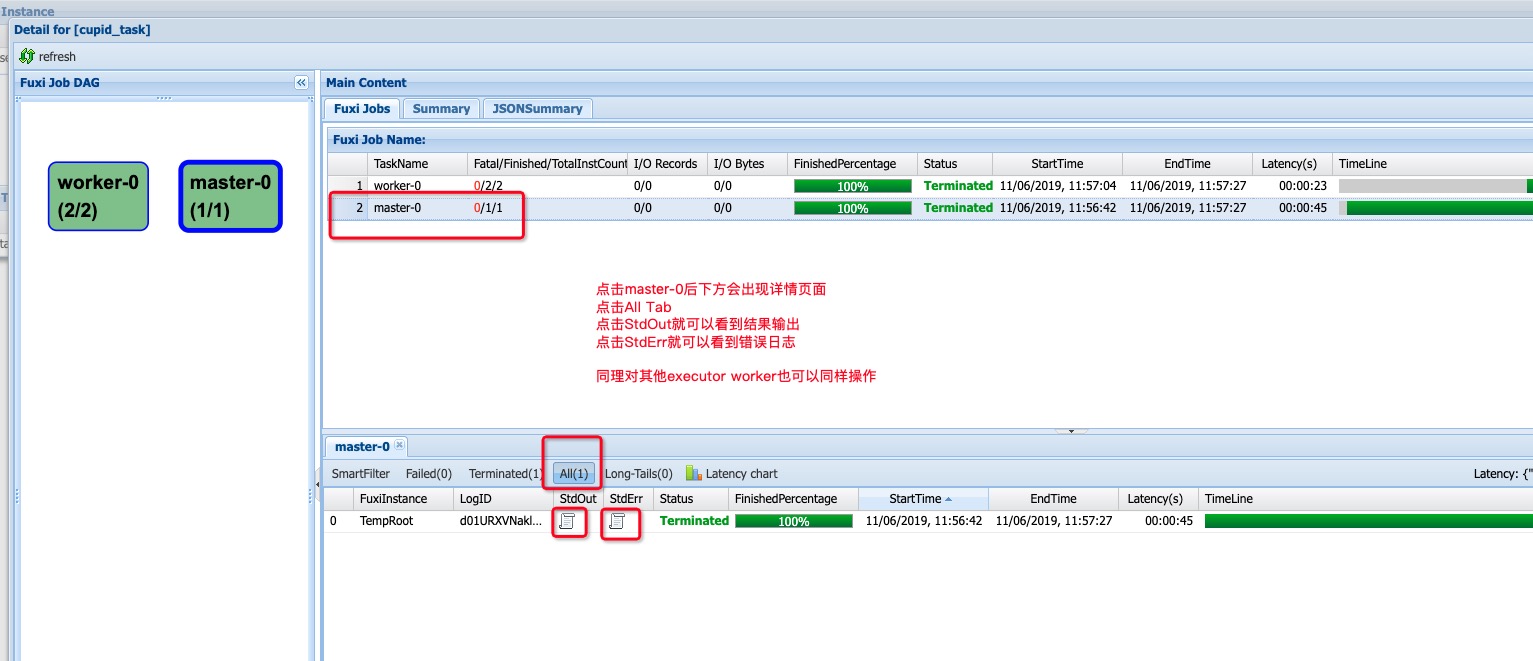 Instance
Detail for [cupid_task]
refresh
Fuxi Job DAG
worker-0
(2/2)
master-0
(1/1)
Main Content
Fuxi Jobs Summary JSONSummary
Fuxi Job Name:
TaskName Fatal/Finished/TotalInstCount I/O Records I/O Bytes FinishedPercentage Status StartTime EndTime Latency(s) TimeLine
1 worker-0 0/2/2 0/0 0/0 100% Terminated 11/06/2019, 11:57:04 11/06/2019, 11:57:27 00:00:23
2 master-0 0/1/1 0/0 0/0 100% Terminated 11/06/2019, 11:56:42 11/06/2019, 11:57:27 00:00:45
点击master-0后下方会出现详情页面
点击All Tab
点击StdOut就可以看到结果输出
点击StdErr就可以看到错误日志
同理对其他executor worker也可以同样操作
master-0
SmartFilter Failed(0) Terminated(1) All(1) Long-Tails(0) Latency chart Latency: {"
FuxiInstance LogID StdOut StdErr Status FinishedPercentage StartTime EndTime Latency(s) TimeLine
0 TempRoot d01URXVNakl... Terminated 100% 11/06/2019, 11:56:42 11/06/2019, 11:57:27 00:00:45